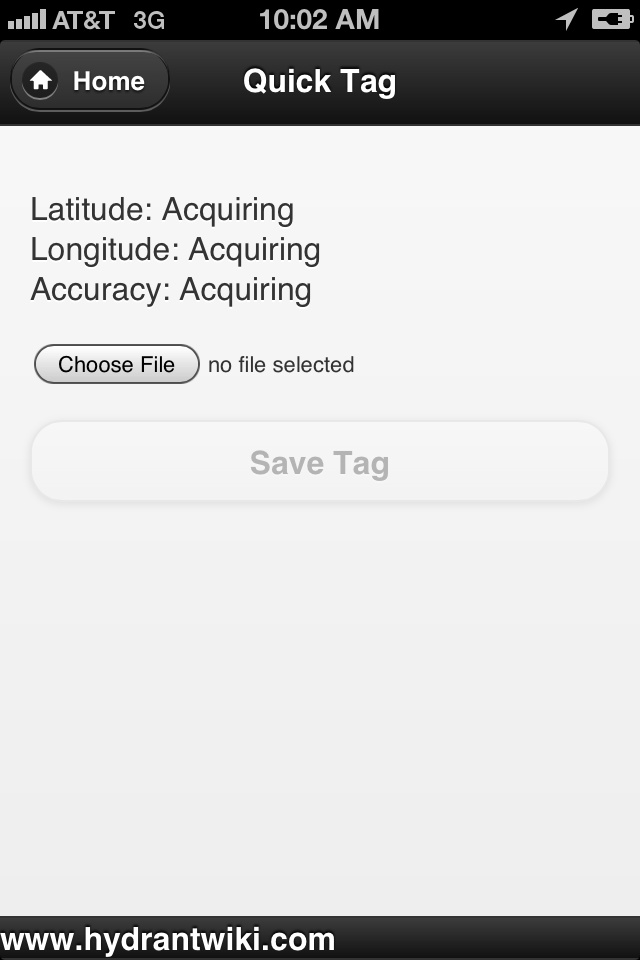 AT&T 3G 10:02 AM
Home Quick Tag
Latitude: Acquiring
Longitude: Acquiring
Accuracy: Acquiring
Choose File no file selected
Save Tag
www.hydrantwiki.com